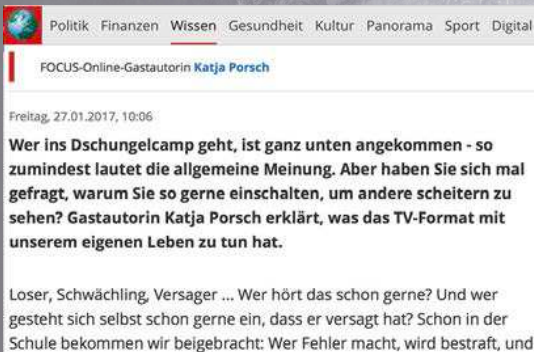 Politik Finanzen Wissen Gesundheit Kultur Panorama Sport Digital
FOCUS-Online-Gastautorin Katja Porsch
Freitag, 27.01.2017, 10:06
Wer ins Dschungelcamp geht, ist ganz unten angekommen - so
zumindest lautet die allgemeine Meinung. Aber haben Sie sich mal
gefragt, warum Sie so gerne einschalten, um andere scheitern zu
sehen? Gastautorin Katja Porsch erklärt, was das TV-Format mit
unserem eigenen Leben zu tun hat.
Loser, Schwächling, Versager ... Wer hört das schon gerne? Und wer
gesteht sich selbst schon gerne ein, dass er versagt hat? Schon in der
Schule bekommen wir beigebracht: Wer Fehler macht, wird bestraft, und